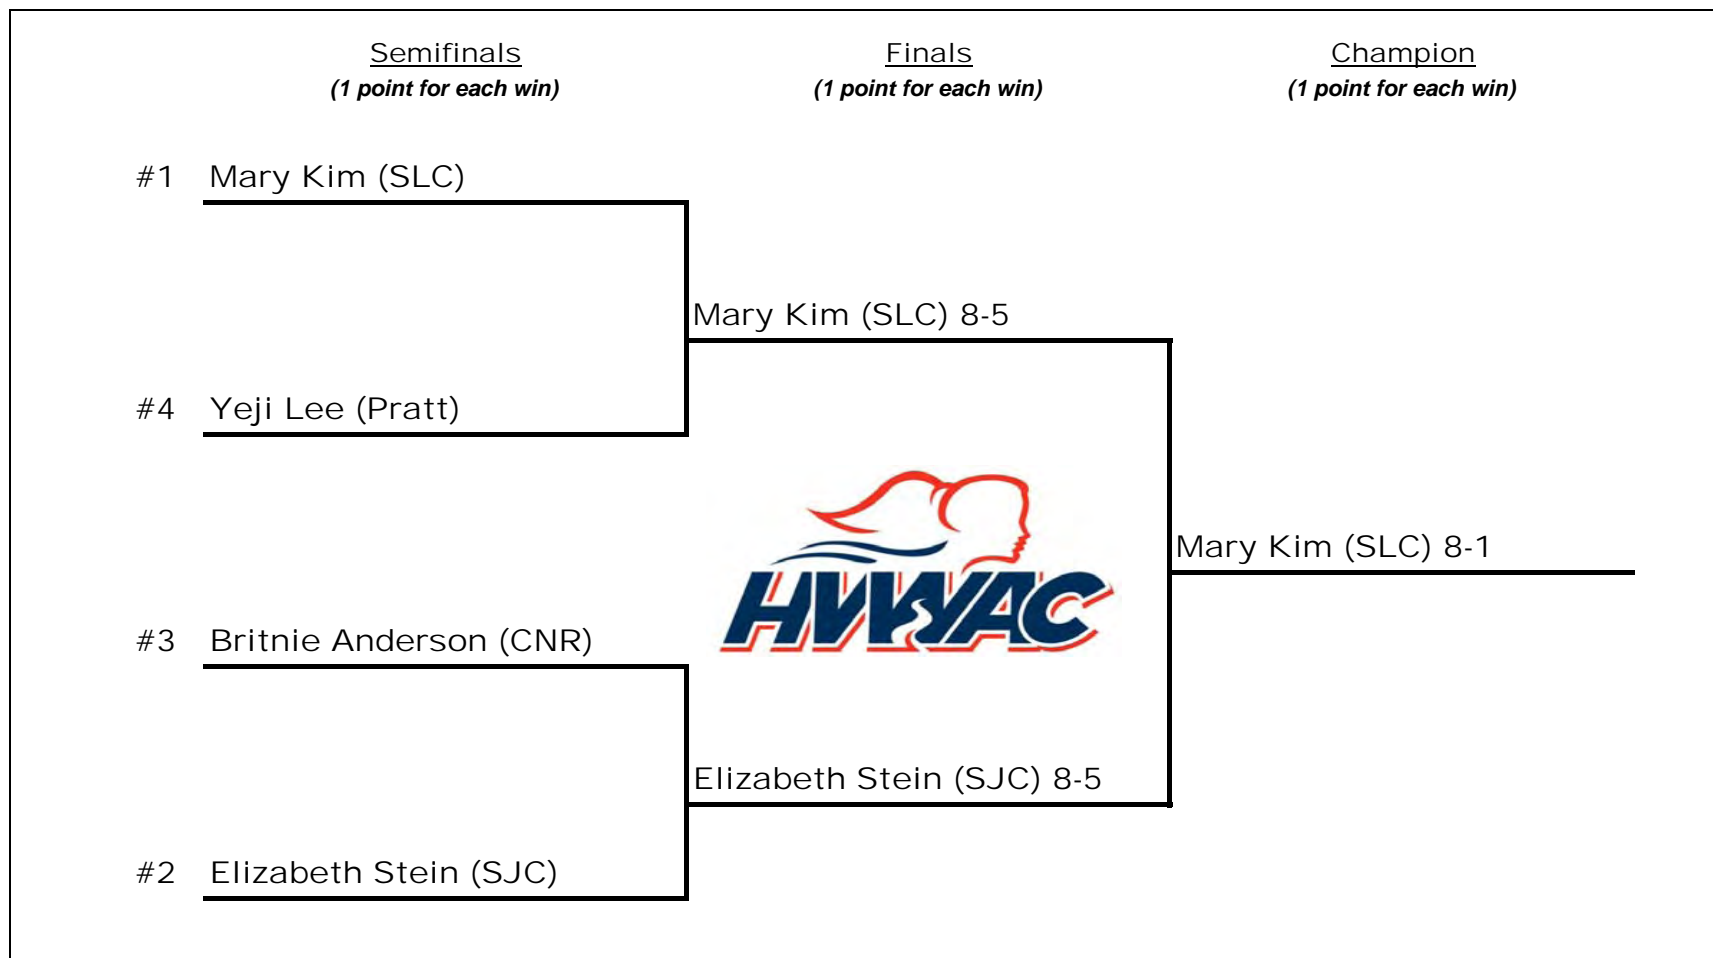 Semifinals Finals Champion
(1 point for each win) (1 point for each win) (1 point for each win)
#1 Mary Kim (SLC)
Mary Kim (SLC) 8-5
#4 Yeji Lee (Pratt)
HVWAC
Mary Kim (SLC) 8-1
#3 Britnie Anderson (CNR)
Elizabeth Stein (SJC) 8-5
#2 Elizabeth Stein (SJC)